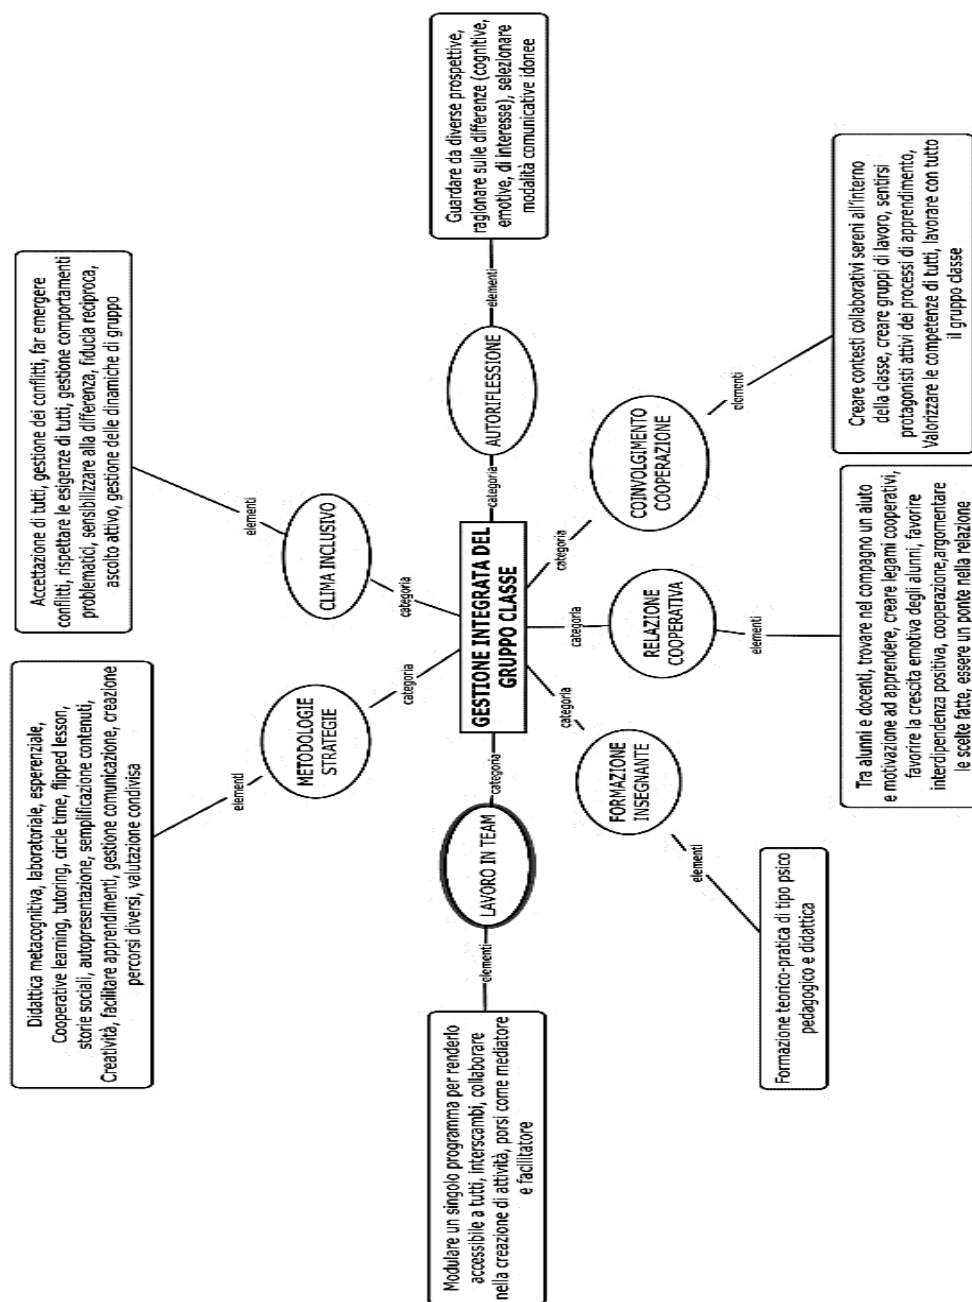 Didattica metacognitiva, laboratoriale, esperenziale,
Cooperative learning, tutoring, circle time, flipped lesson,
storie sociali, autopresentazione, semplificazione contenuti,
Creatività, facilitare apprendimenti, gestione comunicazione, creazione
percorsi diversi, valutazione condivisa
elementi
METODOLOGIE
STRATEGIE
categoria
Accettazione di tutti, gestione dei conflitti, far emergere
conflitti, rispettare le esigenze di tutti, gestione comportamenti
problematici, sensibilizzare alla differenza, fiducia reciproca,
ascolto attivo, gestione delle dinamiche di gruppo
elementi
CLIMA INCLUSIVO
categoria
Modulare un singolo programma per renderlo
accessibile a tutti, interscambi, collaborare
nella creazione di attività, porsi come mediatore
e facilitatore
elementi
LAVORO IN TEAM
categoria
GESTIONE INTEGRATA DEL
GRUPPO CLASSE
categoria
AUTORIFLESSIONE
elementi
Guardare da diverse prospettive,
ragionare sulle differenze (cognitive,
emotive, di interesse), selezionare
modalità comunicative idonee
categoria
FORMAZIONE
INSEGNANTE
elementi
Formazione teorico-pratica di tipo psico
pedagogico e didattica
categoria
RELAZIONE
COOPERATIVA
elementi
Tra alunni e docenti, trovare nel compagno un aiuto
e motivazione ad apprendere, creare legami cooperativi,
favorire la crescita emotiva degli alunni, favorire
interdipendenza positiva, cooperazione,argomentare
le scelte fatte, essere un ponte nella relazione
categoria
COINVOLGIMENTO
COOPERAZIONE
elementi
Creare contesti collaborativi sereni all'interno
della classe, creare gruppi di lavoro, sentirsi
protagonisti attivi dei processi di apprendimento,
Valorizzare le competenze di tutti, lavorare con tutto
il gruppo classe